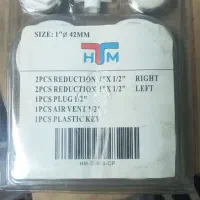 SIZE: 1"Ø 42MM
HTM
2PCS REDUCTION 1"X 1/2" RIGHT
2PCS REDUCTION 1"X 1/2" LEFT
1PCS PLUG 1/2"
1PCS AIR VENT 1/2"
1PCS PLASTIC KEY